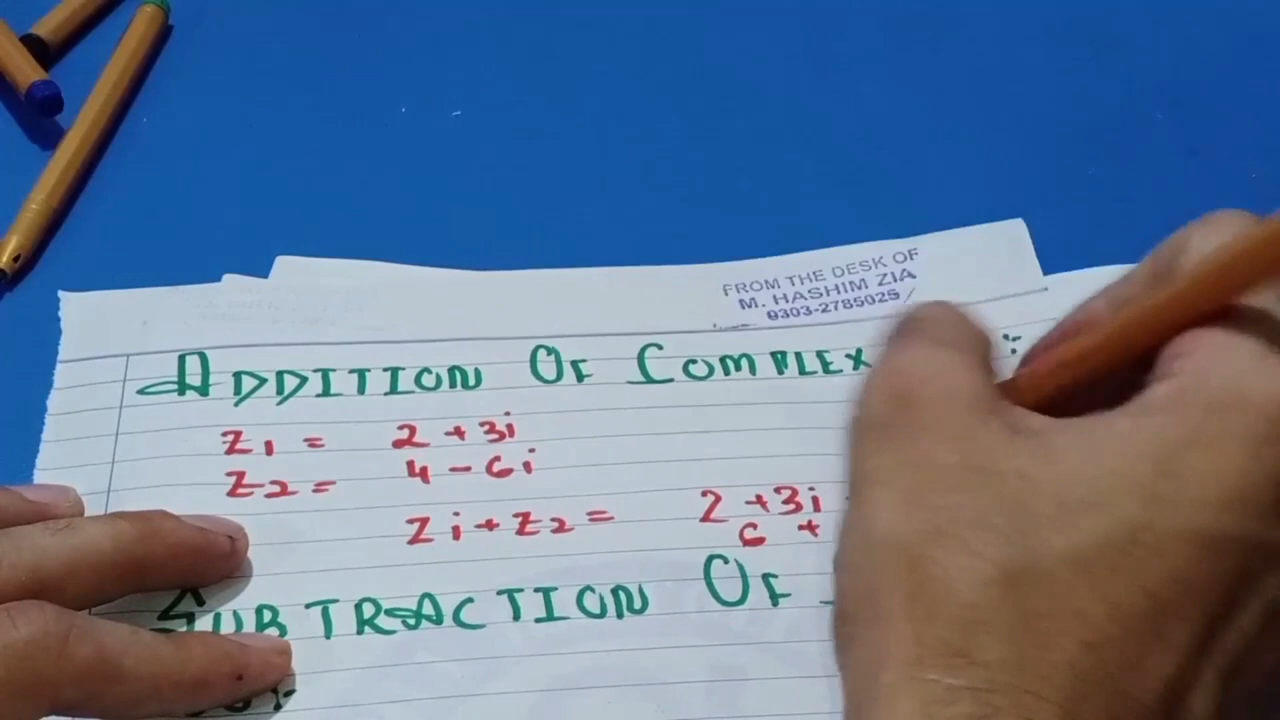 FROM THE DESK OF
M. HASHIM ZIA
0303-2785025
ADDITION OF COMPLEX
Z1 = 2 + 3i
Z2 = 4 - 6i
Zi + Z2 = 2 + 3i
6 +
SUBTRACTION OF